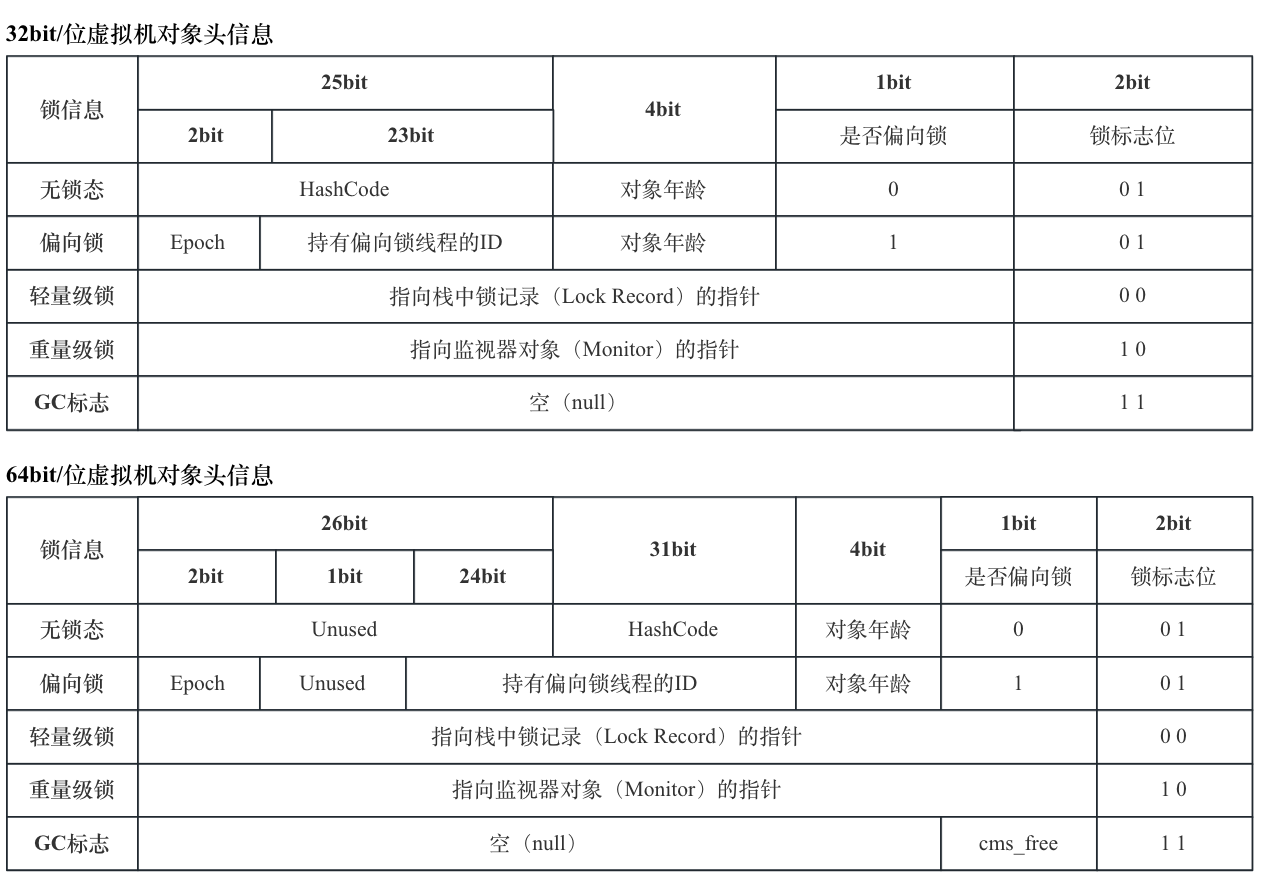 32bit/位虚拟机对象头信息
锁信息 25bit 4bit 1bit 2bit
2bit 23bit 是否偏向锁 锁标志位
无锁态 HashCode 对象年龄 0 0 1
偏向锁 Epoch 持有偏向锁线程的ID 对象年龄 1 0 1
轻量级锁 指向栈中锁记录（Lock Record）的指针 0 0
重量级锁 指向监视器对象（Monitor）的指针 1 0
GC标志 空（null） 1 1
64bit/位虚拟机对象头信息
锁信息 26bit 31bit 4bit 1bit 2bit
2bit 1bit 24bit 是否偏向锁 锁标志位
无锁态 Unused HashCode 对象年龄 0 0 1
偏向锁 Epoch Unused 持有偏向锁线程的ID 对象年龄 1 0 1
轻量级锁 指向栈中锁记录（Lock Record）的指针 0 0
重量级锁 指向监视器对象（Monitor）的指针 1 0
GC标志 空（null） cms_free 1 1